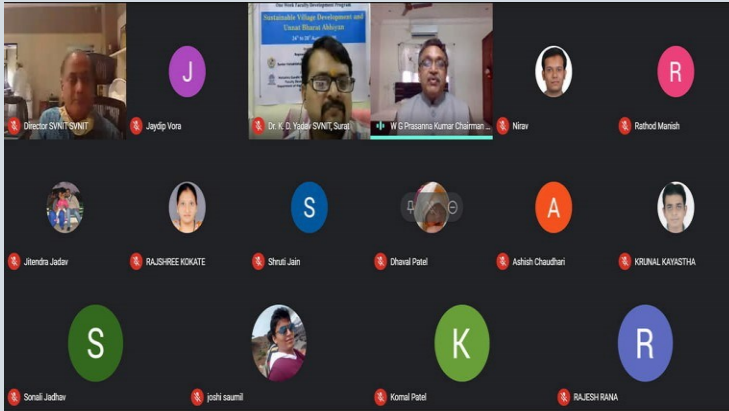 One Week Faculty Development Program
Sustainable Village Development and
Unnat Bharat Abhiyan
Director SVNIT SVNIT
J
Jaydip Vora
Dr. K. D. Yadav SVNIT, Surat
W G Prasanna Kumar Chairman ...
Nirav
R
Rathod Manish
Jitendra Jadav
RAJSHREE KOKATE
S
Shruti Jain
Dhaval Patel
A
Ashish Chaudhari
KRUNAL KAYASTHA
S
Sonali Jadhav
joshi saumil
K
Komal Patel
R
RAJESH RANA